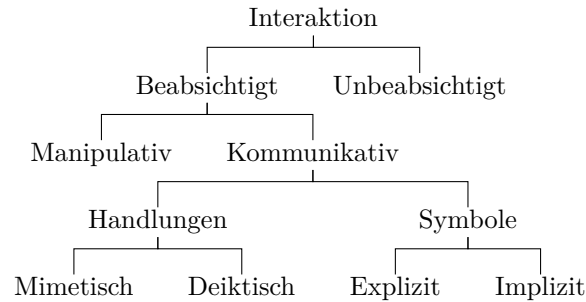 Interaktion
Beabsichtigt Unbeabsichtigt
Manipulativ Kommunikativ
Handlungen Symbole
Mimetisch Deiktisch Explizit Implizit